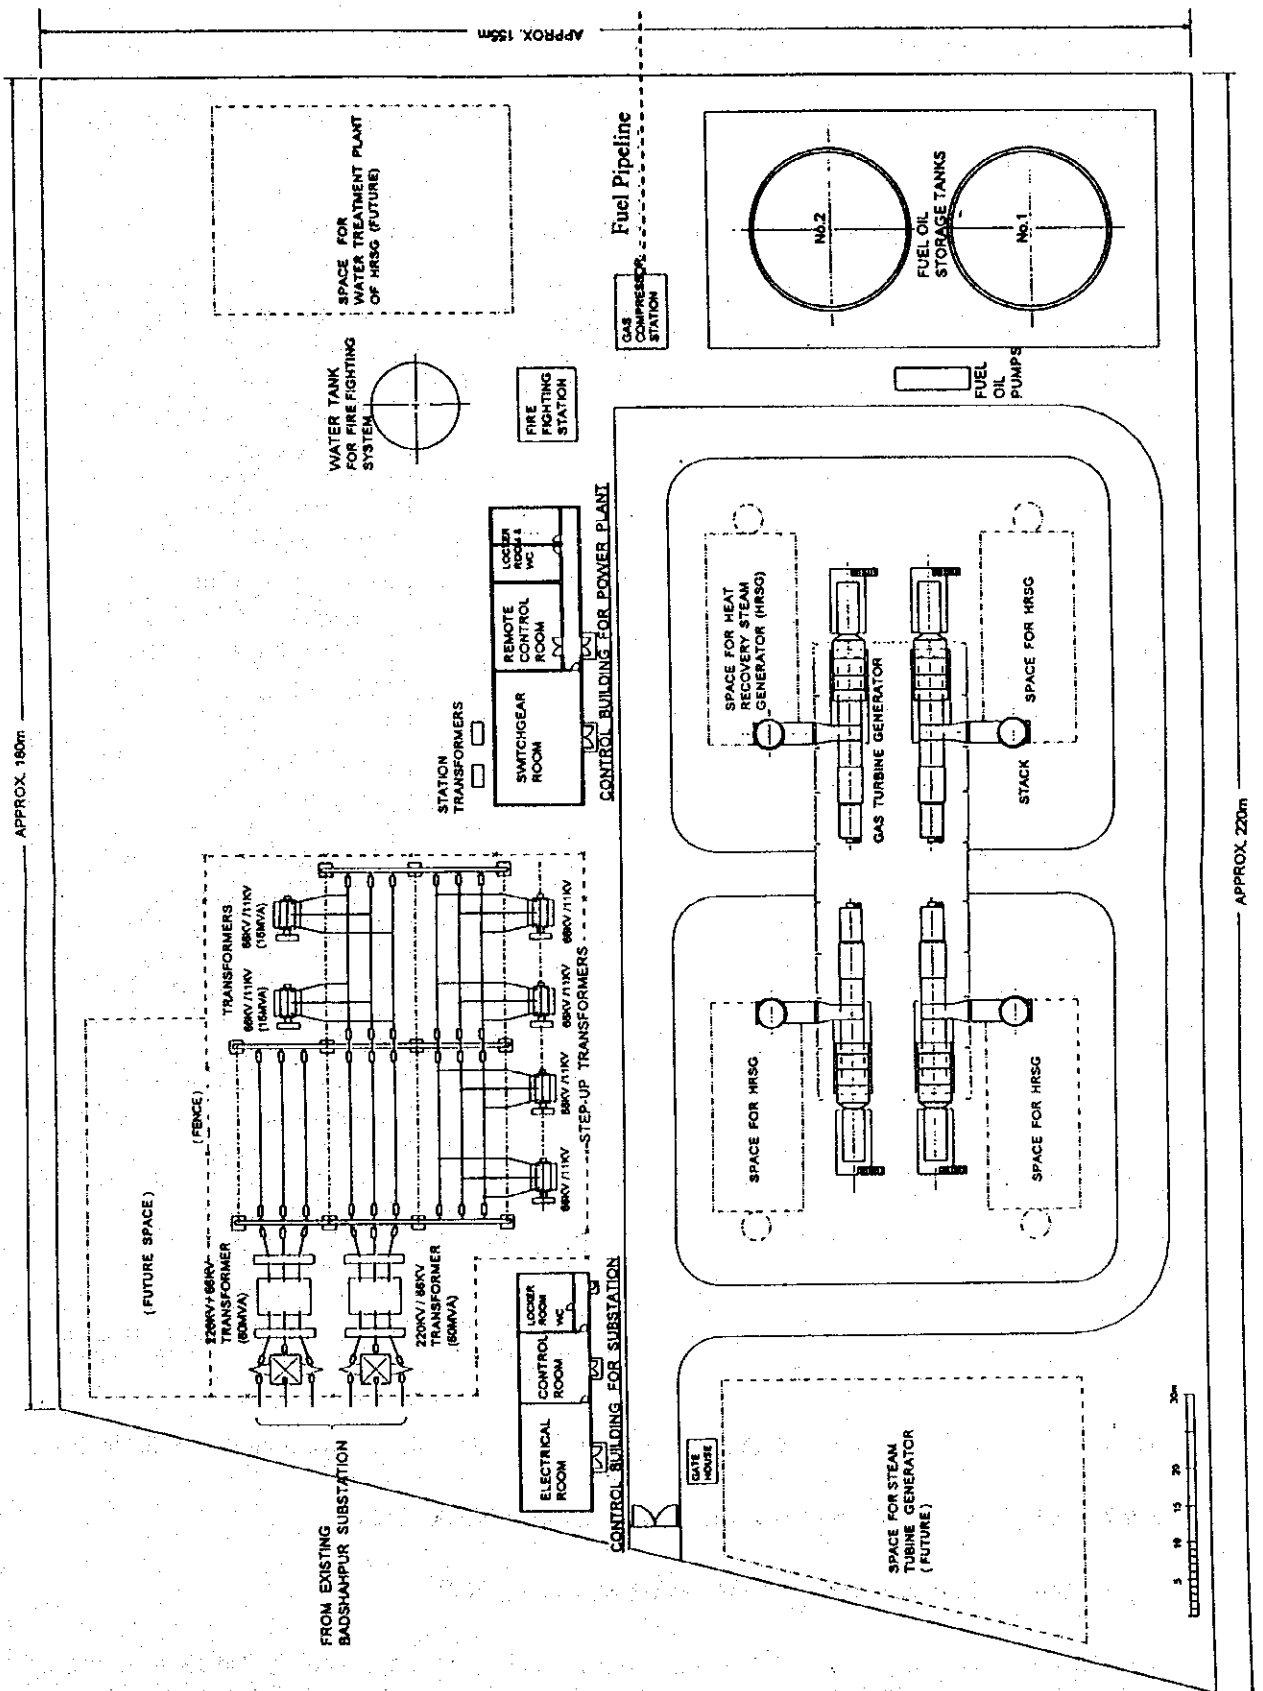 APPROX. 155m
APPROX. 180m
APPROX. 220m
SPACE FOR
WATER TREATMENT PLANT
OF HRSG (FUTURE)
Fuel Pipeline
No.2
FUEL OIL
STORAGE TANKS
No.1
GAS
COMPRESSOR
STATION
WATER TANK
FOR FIRE FIGHTING
SYSTEM
FIRE
FIGHTING
STATION
FUEL
OIL
PUMPS
LOCKER
ROOM &
WC
REMOTE
CONTROL
ROOM
SWITCHGEAR
ROOM
CONTROL BUILDING FOR POWER PLANT
STATION
TRANSFORMERS
SPACE FOR HEAT
RECOVERY STEAM
GENERATOR (HRSG)
SPACE FOR HRSG
GAS TURBINE GENERATOR
STACK
TRANSFORMERS
66KV /11KV
(15MVA)
66KV /11KV
(15MVA)
66KV /11KV
66KV /11KV
66KV /11KV
66KV /11KV
STEP-UP TRANSFORMERS
(FENCE)
(FUTURE SPACE)
220KV / 66KV
TRANSFORMER
(60MVA)
220KV / 66KV
TRANSFORMER
(60MVA)
SPACE FOR HRSG
SPACE FOR HRSG
LOCKER
ROOM
WC
CONTROL
ROOM
ELECTRICAL
ROOM
CONTROL BUILDING FOR SUBSTATION
FROM EXISTING
BADSHAHPUR SUBSTATION
GATE
HOUSE
SPACE FOR STEAM
TUBINE GENERATOR
(FUTURE)
5 10 15 20 30m